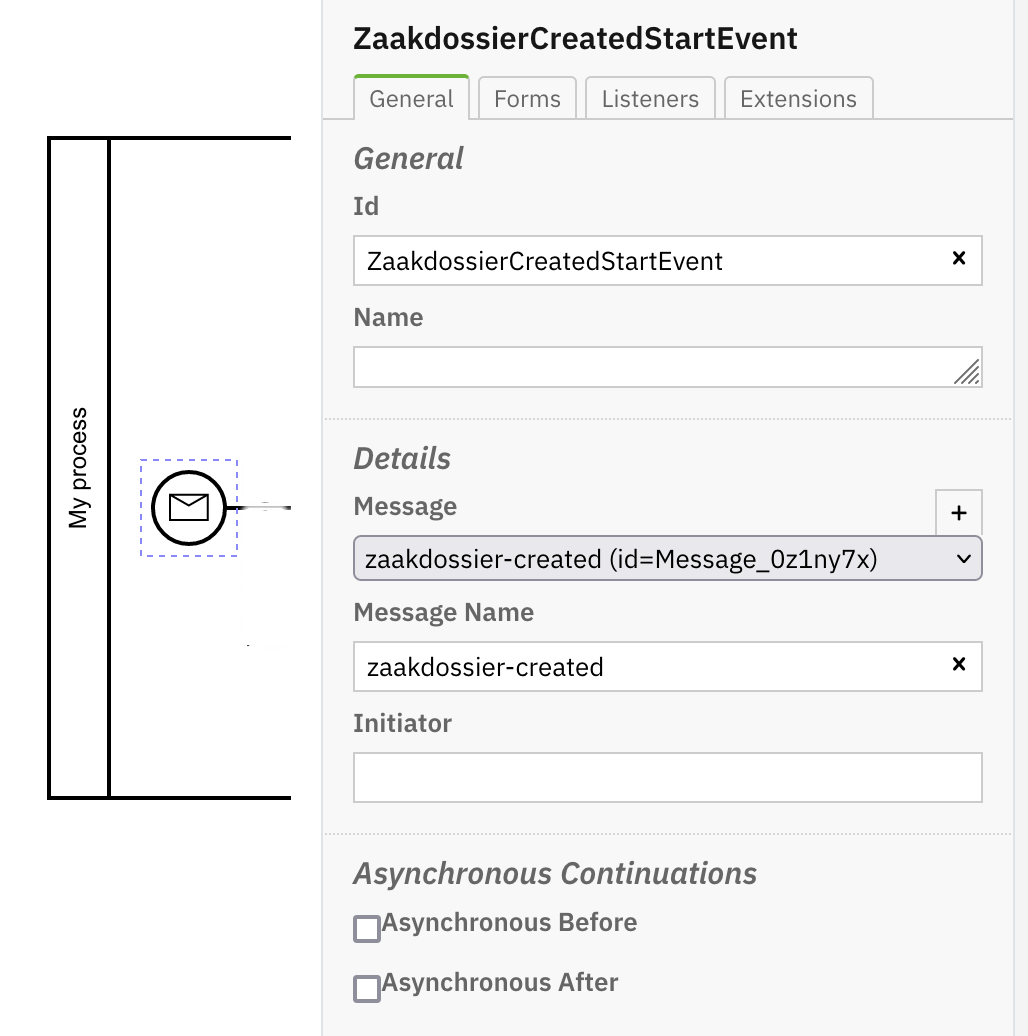 My process
ZaakdossierCreatedStartEvent
General Forms Listeners Extensions
General
Id
ZaakdossierCreatedStartEvent
Name
Details
Message
zaakdossier-created (id=Message_0z1ny7x)
Message Name
zaakdossier-created
Initiator
Asynchronous Continuations
Asynchronous Before
Asynchronous After